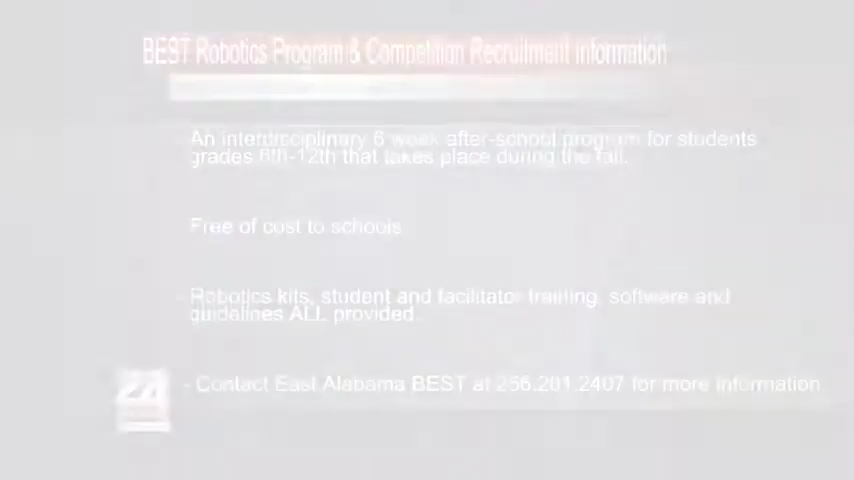 BEST Robotics Program & Competition Recruitment information
- An interdisciplinary 6 week after-school program for students
grades 6th-12th that takes place during the fall.
Free of cost to schools
- Robotics kits, student and facilitator training, software and
guidelines ALL provided.
- Contact East Alabama BEST at 256.201.2407 for more information
24